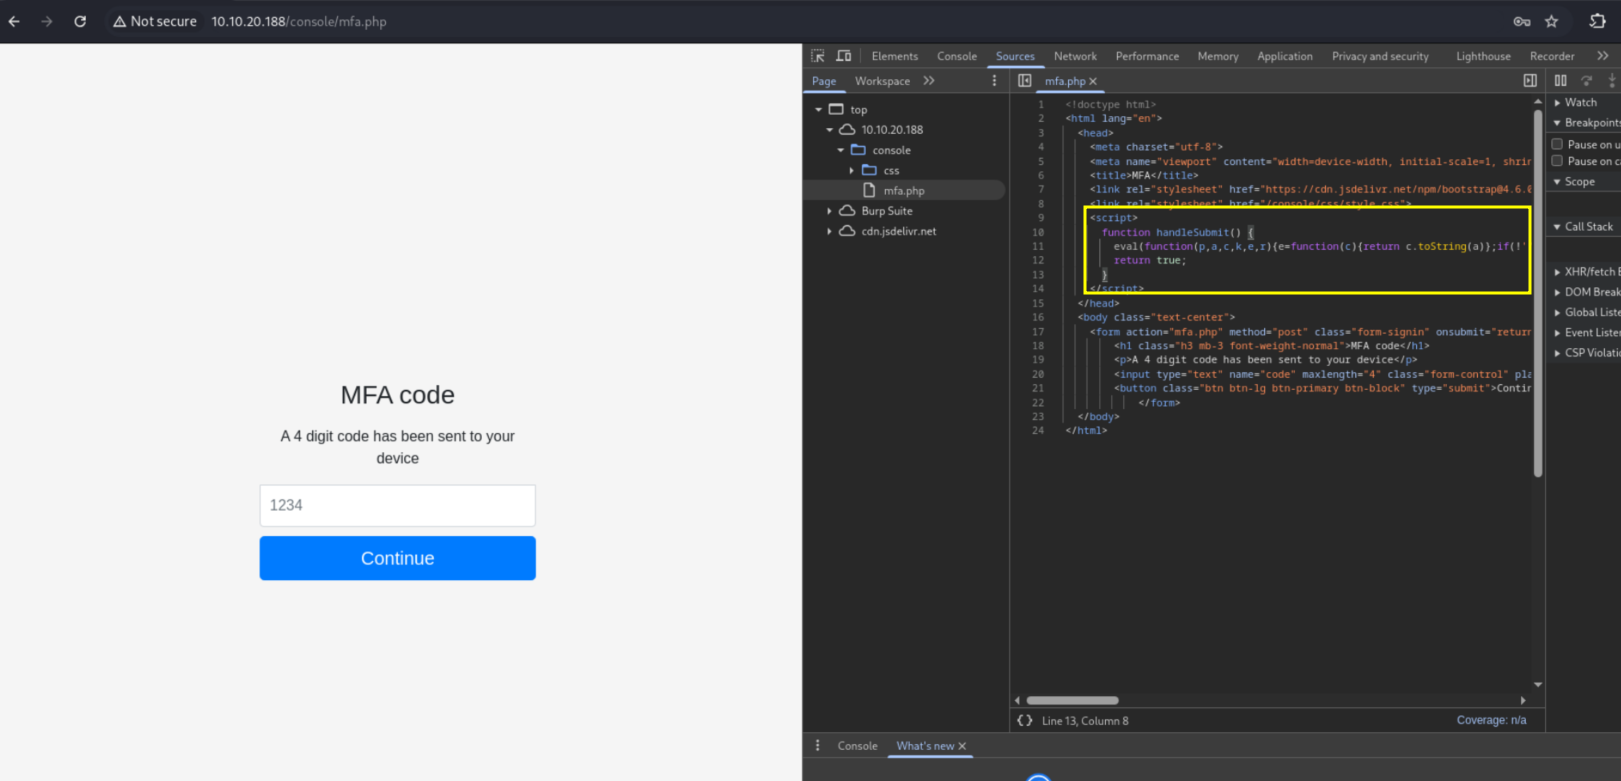 Not secure 10.10.20.188/console/mfa.php
MFA code
A 4 digit code has been sent to your
device
1234
Continue
Elements Console Sources Network Performance Memory Application Privacy and security Lighthouse Recorder
Page Workspace mfa.php
top
10.10.20.188
console
css
mfa.php
Burp Suite
cdn.jsdelivr.net
1 <!doctype html>
2 <html lang="en">
3 <head>
4 <meta charset="utf-8">
5 <meta name="viewport" content="width=device-width, initial-scale=1, shrin
6 <title>MFA</title>
7 <link rel="stylesheet" href="https://cdn.jsdelivr.net/npm/bootstrap@4.6.0
8 <link rel="stylesheet" href="/console/css/style.css">
9 <script>
10 function handleSubmit() {
11 eval(function(p,a,c,k,e,r){e=function(c){return c.toString(a)};if(!'
12 return true;
13 }
14 </script>
15 </head>
16 <body class="text-center">
17 <form action="mfa.php" method="post" class="form-signin" onsubmit="return
18 <h1 class="h3 mb-3 font-weight-normal">MFA code</h1>
19 <p>A 4 digit code has been sent to your device</p>
20 <input type="text" name="code" maxlength="4" class="form-control" pla
21 <button class="btn btn-lg btn-primary btn-block" type="submit">Contin
22 </form>
23 </body>
24 </html>
{} Line 13, Column 8 Coverage: n/a
Watch
Breakpoints
Pause on u
Pause on c
Scope
Call Stack
XHR/fetch B
DOM Break
Global Liste
Event Liste
CSP Violatio
Console What's new